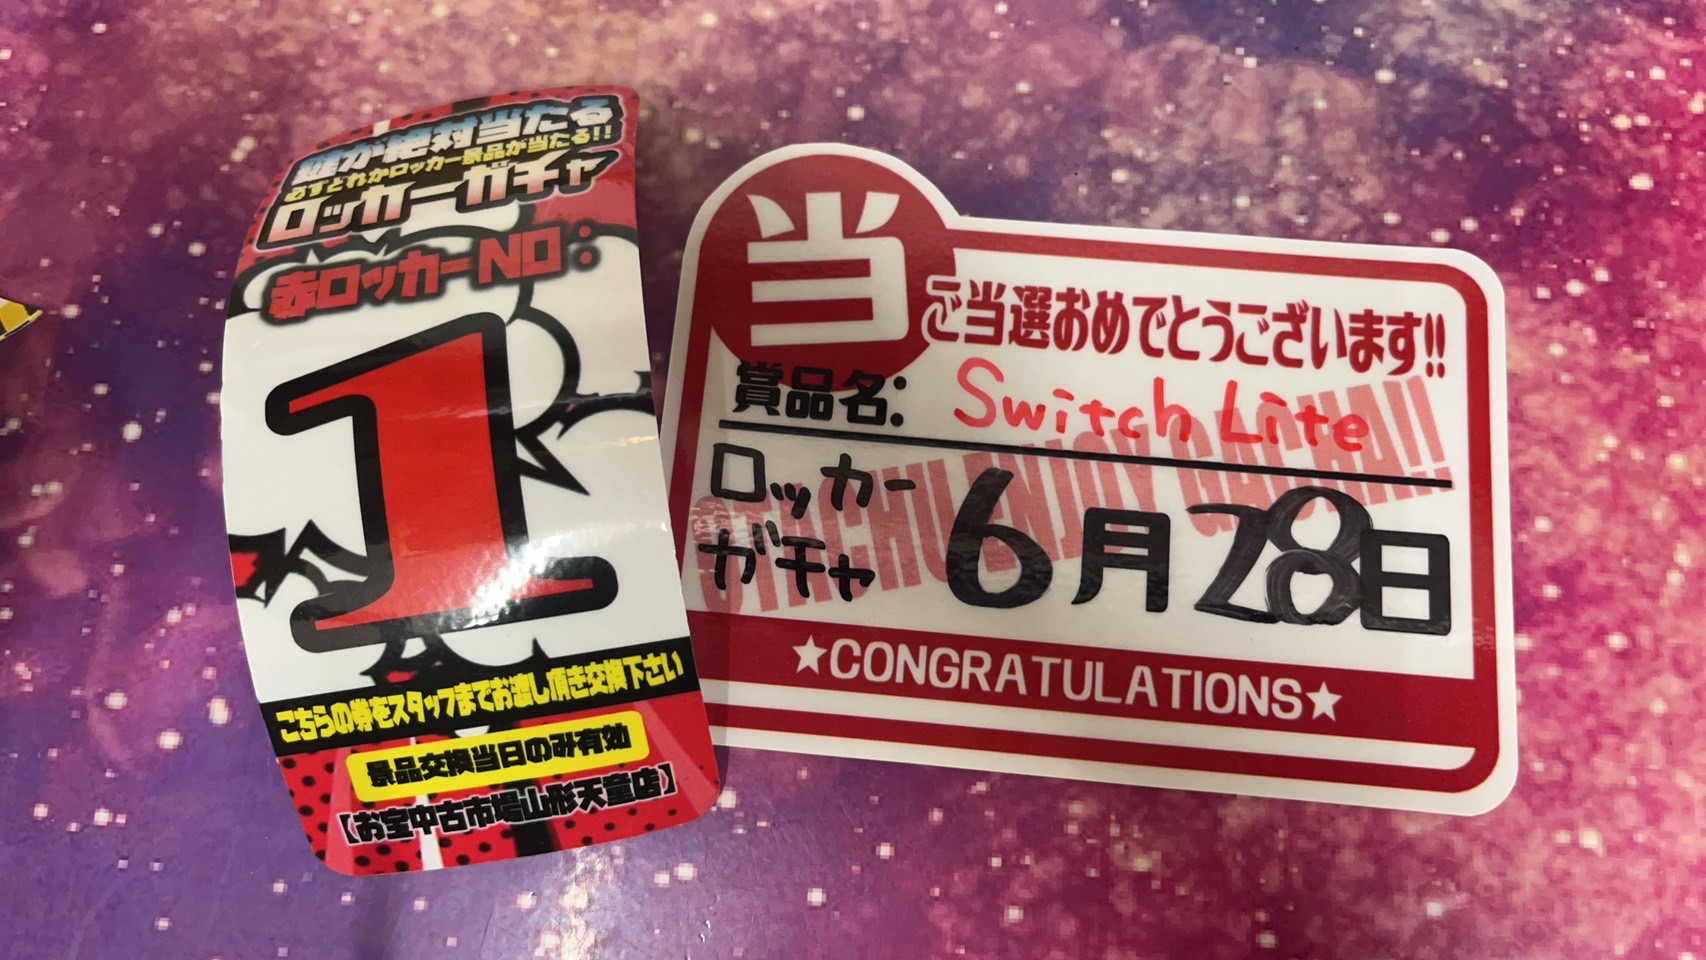 誰が絶対当たる
必ずどれかロッカー景品が当たる!!
ロッカーガチャ
赤ロッカーNO:
1
こちらの券をスタッフまでお渡し頂き交換下さい
景品交換当日のみ有効
【お宝中古市場山形天童店】
当
ご当選おめでとうございます!!
賞品名: Switch Lite
ロッカー
ガチャ
6月28日
OTACHU ENJOY GACHA!!
★CONGRATULATIONS★